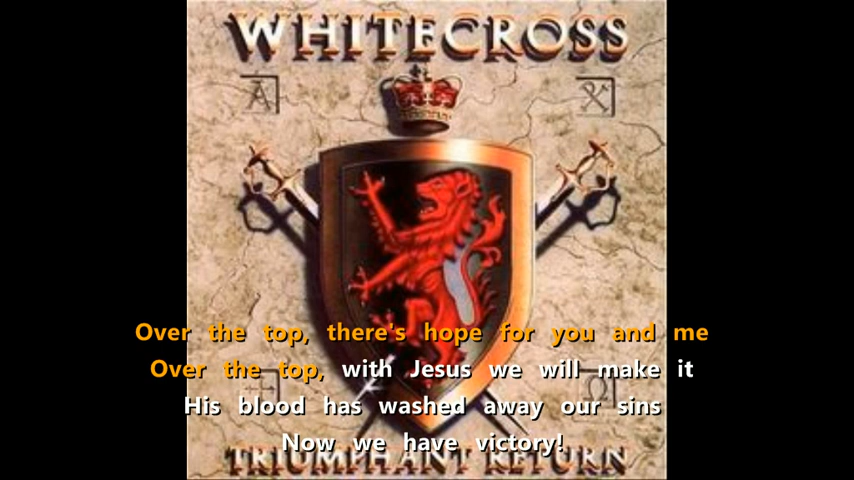 WHITECROSS
Over the top, there's hope for you and me
Over the top, with Jesus we will make it
His blood has washed away our sins
Now we have victory!
TRIUMPHANT RETURN